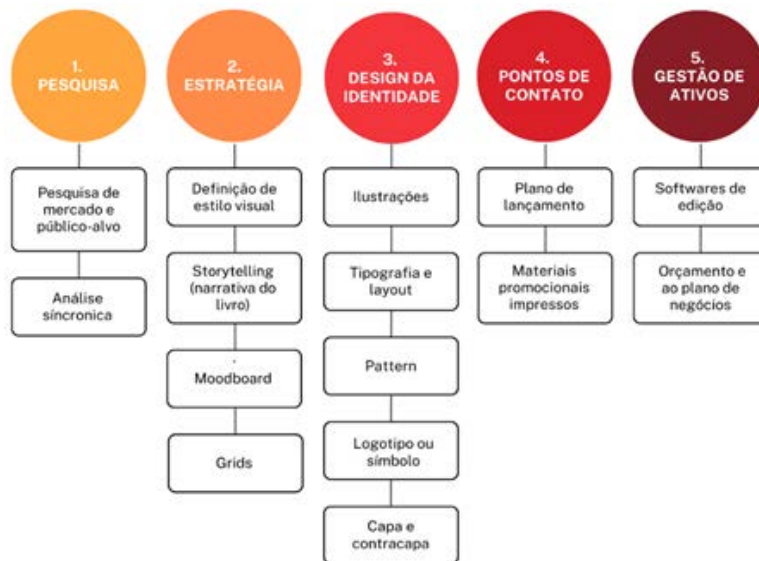 1.
PESQUISA
Pesquisa de
mercado e
público-alvo
Análise
síncronica
2.
ESTRATÉGIA
Definição de
estilo visual
Storytelling
(narrativa do
livro)
.
Moodboard
Grids
3.
DESIGN DA
IDENTIDADE
Ilustrações
Tipografia e
layout
Pattern
Logotipo ou
símbolo
Capa e
contracapa
4.
PONTOS DE
CONTATO
Plano de
lançamento
Materiais
promocionais
impressos
5.
GESTÃO DE
ATIVOS
Softwares de
edição
Orçamento e
ao plano de
negócios